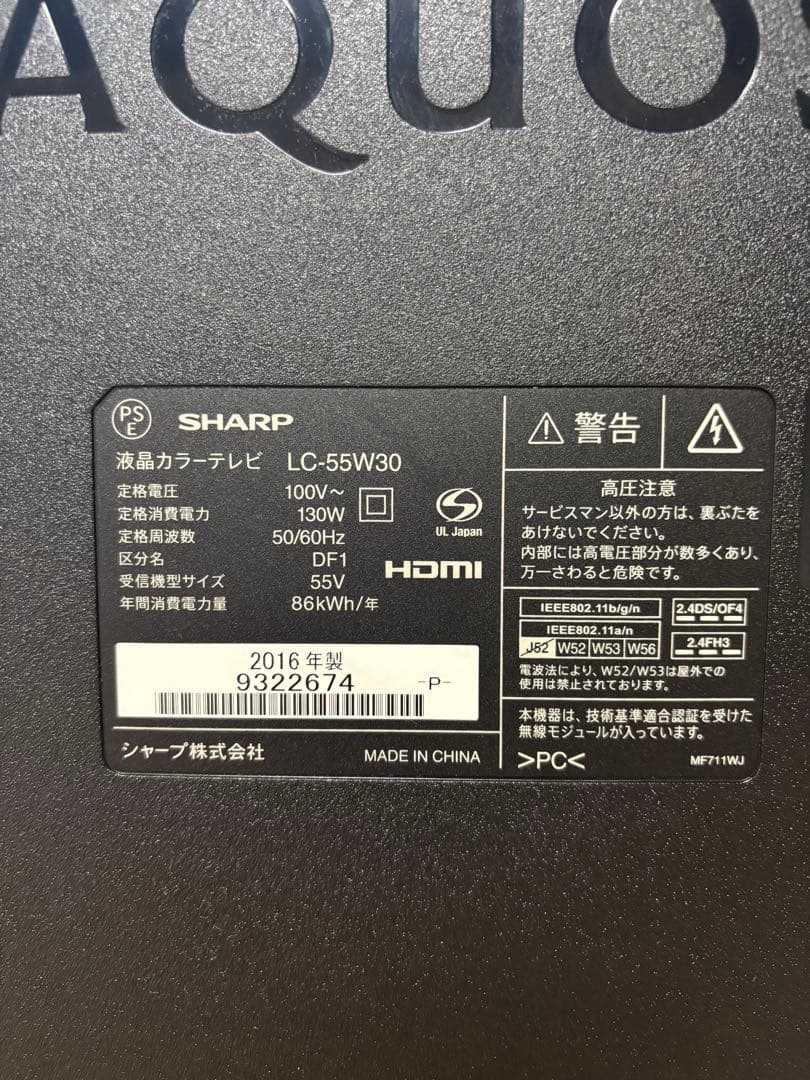 AQUOS
PSE
SHARP
液晶カラーテレビ LC-55W30
定格電圧 100V～
定格消費電力 130W
定格周波数 50/60Hz
区分名 DF1
受信機型サイズ 55V
年間消費電力量 86kWh/年
UL Japan
HDMI
2016年製
9322674 -P-
シャープ株式会社 MADE IN CHINA
警告
高圧注意
サービスマン以外の方は、裏ぶたを
あけないでください。
内部には高電圧部分が数多くあり、
万一さわると危険です。
IEEE802.11b/g/n
IEEE802.11a/n
J52 W52 W53 W56
2.4DS/OF4
2.4FH3
電波法により、W52/W53は屋外での
使用は禁止されております。
本機器は、技術基準適合認証を受けた
無線モジュールが入っています。
>PC< MF711WJ